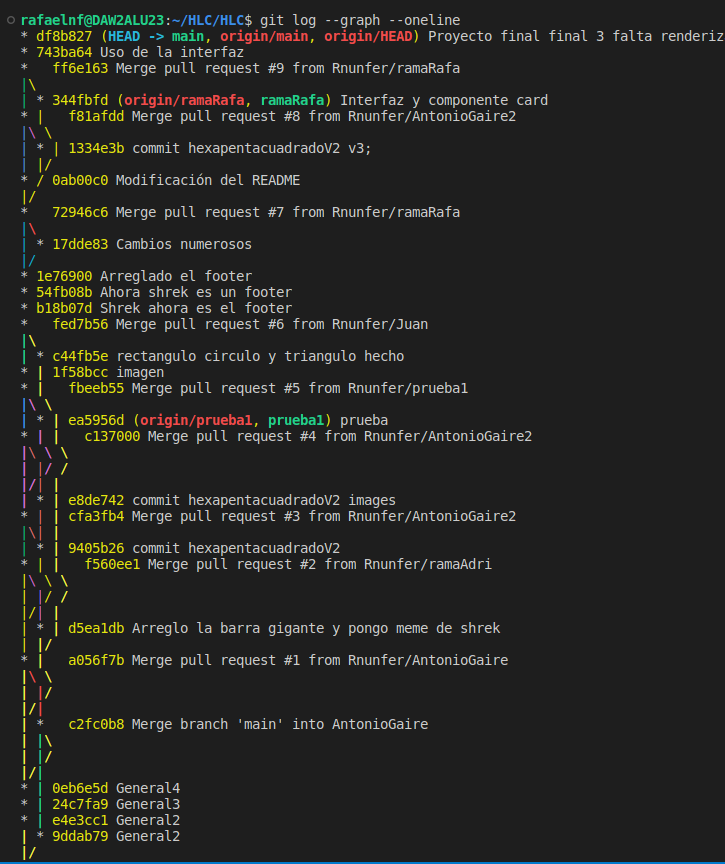 rafaelnf@DAW2ALU23:~/HLC/HLC$ git log --graph --oneline
* df8b827 (HEAD -> main, origin/main, origin/HEAD) Proyecto final final 3 falta renderiz
* 743ba64 Uso de la interfaz
*   ff6e163 Merge pull request #9 from Rnunfer/ramaRafa
|\
| * 344fbfd (origin/ramaRafa, ramaRafa) Interfaz y componente card
* |   f81afdd Merge pull request #8 from Rnunfer/AntonioGaire2
|\ \
| * | 1334e3b commit hexapentacuadradoV2 v3;
| |/
* / 0ab00c0 Modificación del README
|/
*   72946c6 Merge pull request #7 from Rnunfer/ramaRafa
|\
| * 17dde83 Cambios numerosos
|/
* 1e76900 Arreglado el footer
* 54fb08b Ahora shrek es un footer
* b18b07d Shrek ahora es el footer
*   fed7b56 Merge pull request #6 from Rnunfer/Juan
|\
| * c44fb5e rectangulo circulo y triangulo hecho
* | 1f58bcc imagen
* |   fbeeb55 Merge pull request #5 from Rnunfer/prueba1
|\ \
| * | ea5956d (origin/prueba1, prueba1) prueba
* | |   c137000 Merge pull request #4 from Rnunfer/AntonioGaire2
|\ \ \
| |/ /
|/| |
| * | e8de742 commit hexapentacuadradoV2 images
* | | cfa3fb4 Merge pull request #3 from Rnunfer/AntonioGaire2
|\| |
| * | 9405b26 commit hexapentacuadradoV2
* | |   f560ee1 Merge pull request #2 from Rnunfer/ramaAdri
|\ \ \
| |/ /
|/| |
| * | d5ea1db Arreglo la barra gigante y pongo meme de shrek
| |/
* |   a056f7b Merge pull request #1 from Rnunfer/AntonioGaire
|\ \
| |/
|/|
| *   c2fc0b8 Merge branch 'main' into AntonioGaire
| |\
| |/
|/|
* | 0eb6e5d General4
* | 24c7fa9 General3
* | e4e3cc1 General2
| * 9ddab79 General2
|/